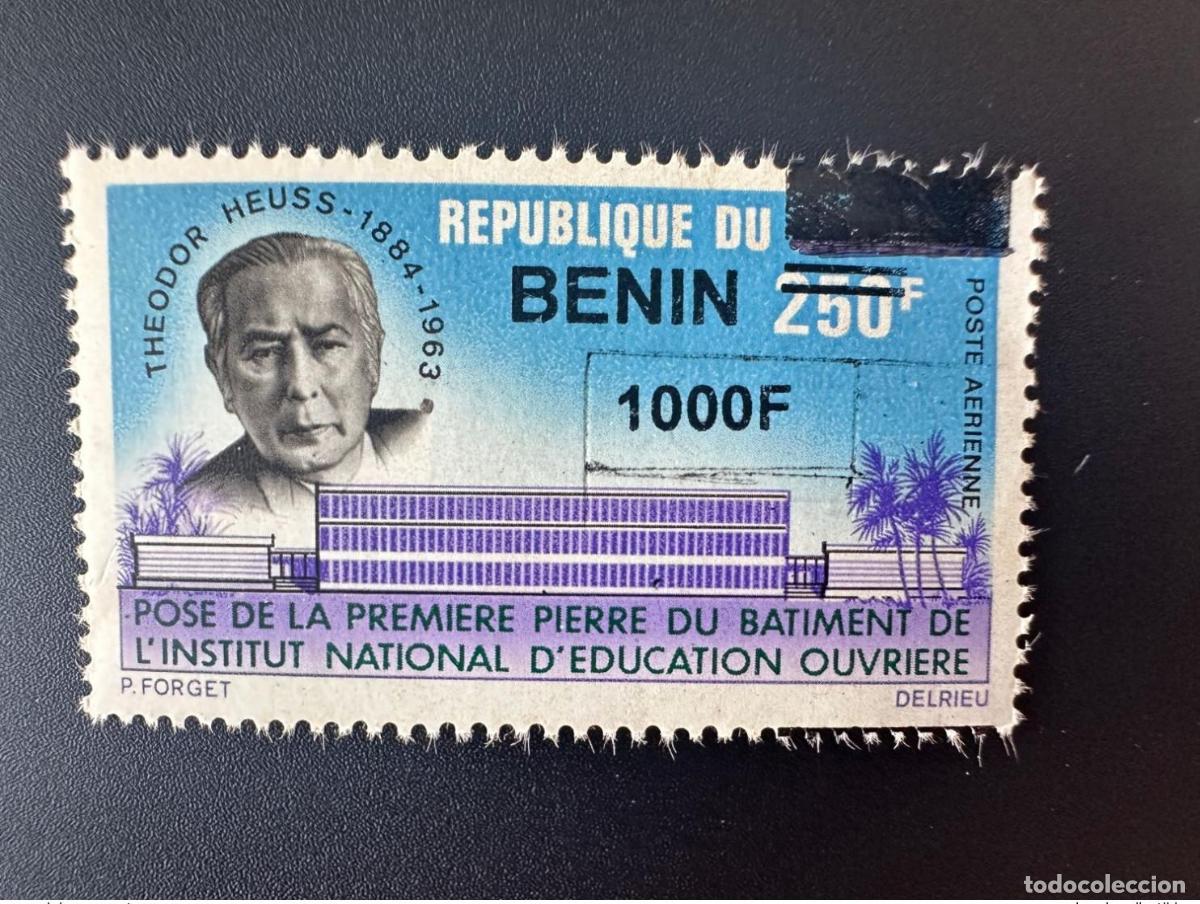 THEODOR HEUSS-1884-1963
REPUBLIQUE DU
BENIN 250F
1000F
POSTE AERIENNE
POSE DE LA PREMIERE PIERRE DU BATIMENT DE
L'INSTITUT NATIONAL D'EDUCATION OUVRIERE
P.FORGET
DELRIEU
todocoleccion